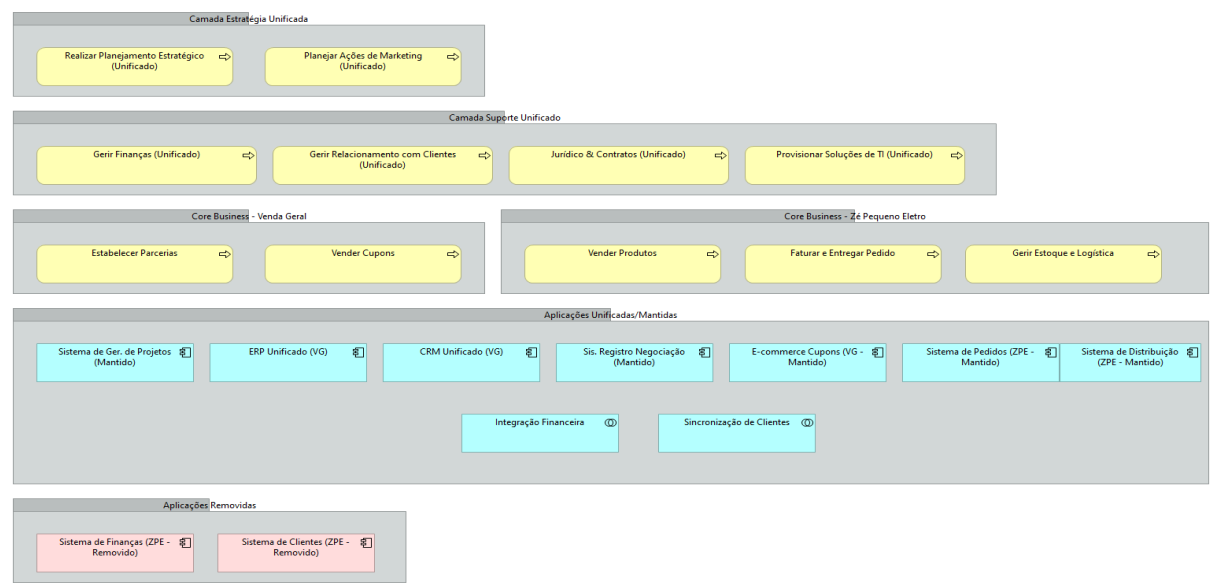 Camada Estratégia Unificada
Realizar Planejamento Estratégico
(Unificado)
Planejar Ações de Marketing
(Unificado)
Camada Suporte Unificado
Gerir Finanças (Unificado)
Gerir Relacionamento com Clientes
(Unificado)
Jurídico & Contratos (Unificado)
Provisionar Soluções de TI (Unificado)
Core Business - Venda Geral
Estabelecer Parcerias
Vender Cupons
Core Business - Zé Pequeno Eletro
Vender Produtos
Faturar e Entregar Pedido
Gerir Estoque e Logística
Aplicações Unificadas/Mantidas
Sistema de Ger. de Projetos
(Mantido)
ERP Unificado (VG)
CRM Unificado (VG)
Sis. Registro Negociação
(Mantido)
E-commerce Cupons (VG -
Mantido)
Sistema de Pedidos (ZPE -
Mantido)
Sistema de Distribuição
(ZPE - Mantido)
Integração Financeira
Sincronização de Clientes
Aplicações Removidas
Sistema de Finanças (ZPE -
Removido)
Sistema de Clientes (ZPE -
Removido)